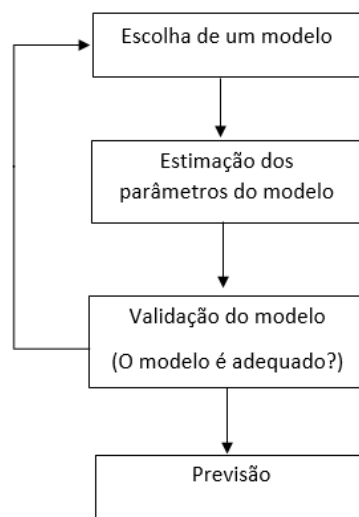 Escolha de um modelo
Estimação dos
parâmetros do modelo
Validação do modelo
(O modelo é adequado?)
Previsão